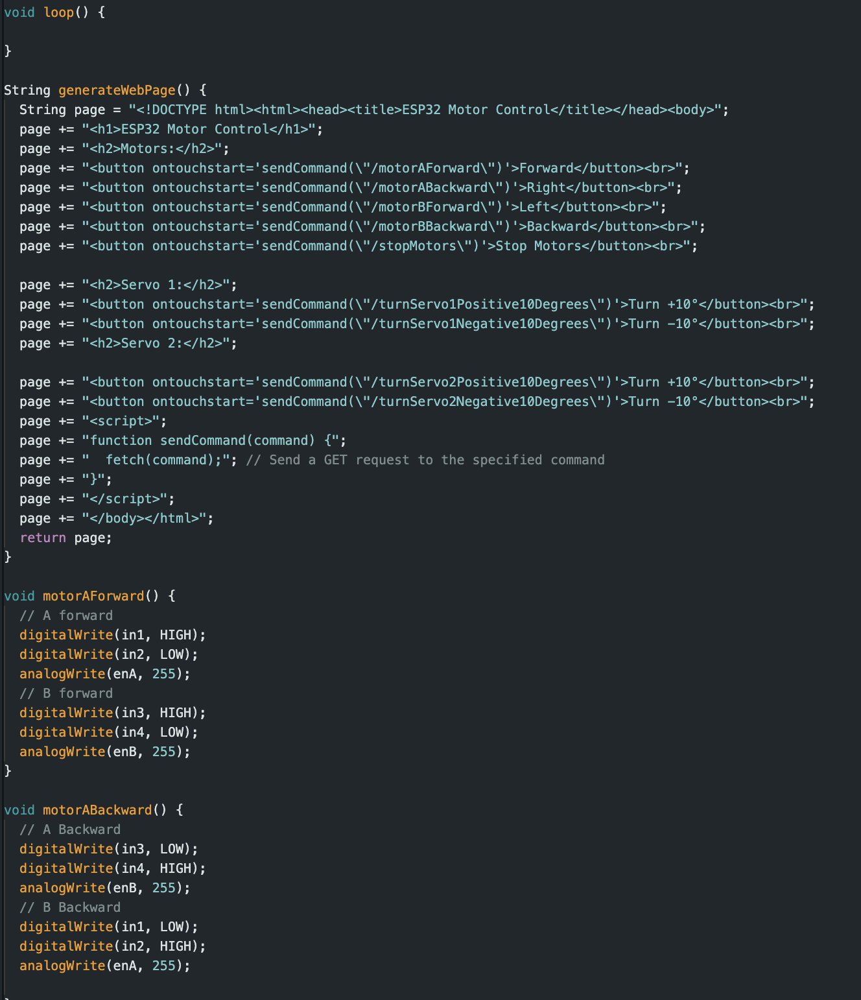 void loop() {
}
String generateWebPage() {
  String page = "<!DOCTYPE html><html><head><title>ESP32 Motor Control</title></head><body>";
  page += "<h1>ESP32 Motor Control</h1>";
  page += "<h2>Motors:</h2>";
  page += "<button ontouchstart='sendCommand(\"/motorAForward\")'>Forward</button><br>";
  page += "<button ontouchstart='sendCommand(\"/motorABackward\")'>Right</button><br>";
  page += "<button ontouchstart='sendCommand(\"/motorBForward\")'>Left</button><br>";
  page += "<button ontouchstart='sendCommand(\"/motorBBackward\")'>Backward</button><br>";
  page += "<button ontouchstart='sendCommand(\"/stopMotors\")'>Stop Motors</button><br>";
  page += "<h2>Servo 1:</h2>";
  page += "<button ontouchstart='sendCommand(\"/turnServo1Positive10Degrees\")'>Turn +10°</button><br>";
  page += "<button ontouchstart='sendCommand(\"/turnServo1Negative10Degrees\")'>Turn -10°</button><br>";
  page += "<h2>Servo 2:</h2>";
  page += "<button ontouchstart='sendCommand(\"/turnServo2Positive10Degrees\")'>Turn +10°</button><br>";
  page += "<button ontouchstart='sendCommand(\"/turnServo2Negative10Degrees\")'>Turn -10°</button><br>";
  page += "<script>";
  page += "function sendCommand(command) {";
  page += "  fetch(command);"; // Send a GET request to the specified command
  page += "}";
  page += "</script>";
  page += "</body></html>";
  return page;
}
void motorAForward() {
  // A forward
  digitalWrite(in1, HIGH);
  digitalWrite(in2, LOW);
  analogWrite(enA, 255);
  // B forward
  digitalWrite(in3, HIGH);
  digitalWrite(in4, LOW);
  analogWrite(enB, 255);
}
void motorABackward() {
  // A Backward
  digitalWrite(in3, LOW);
  digitalWrite(in4, HIGH);
  analogWrite(enB, 255);
  // B Backward
  digitalWrite(in1, LOW);
  digitalWrite(in2, HIGH);
  analogWrite(enA, 255);